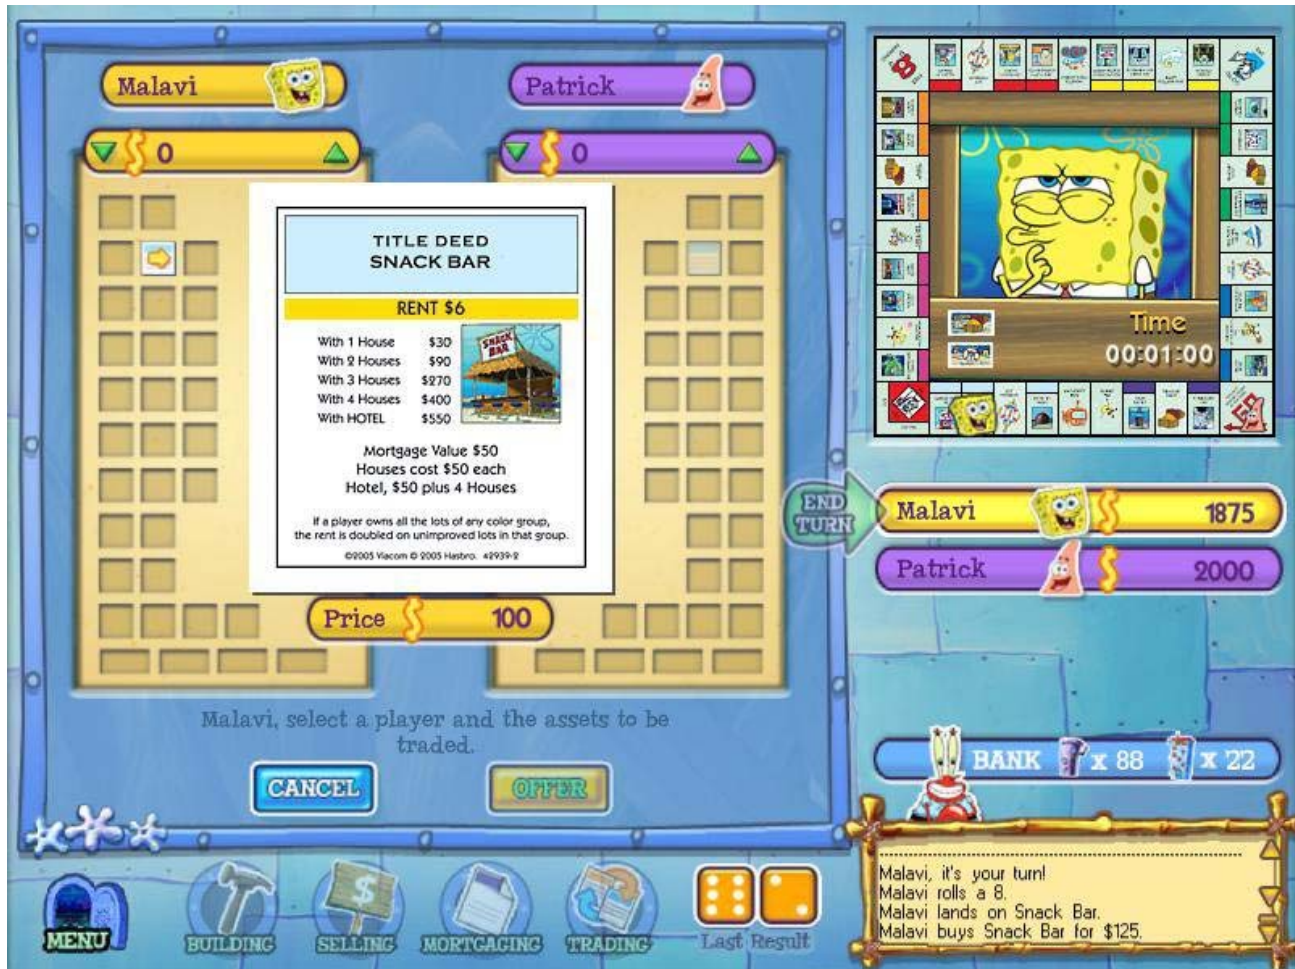 Malavi
Patrick
0
0
TITLE DEED
SNACK BAR
RENT $6
With 1 House $30
With 2 Houses $90
With 3 Houses $270
With 4 Houses $400
With HOTEL $550
SNACK BAR
Mortgage Value $50
Houses cost $50 each
Hotel, $50 plus 4 Houses
If a player owns all the lots of any color group,
the rent is doubled on unimproved lots in that group.
©2005 Viacom © 2005 Hasbro. 42939-2
Price 100
Malavi, select a player and the assets to be
traded.
CANCEL
OFFER
Time
00:01:00
END
TURN
Malavi 1875
Patrick 2000
BANK x 88 x 22
Malavi, it's your turn!
Malavi rolls a 8.
Malavi lands on Snack Bar.
Malavi buys Snack Bar for $125.
MENU
BUILDING
SELLING
MORTGAGING
TRADING
Last Result